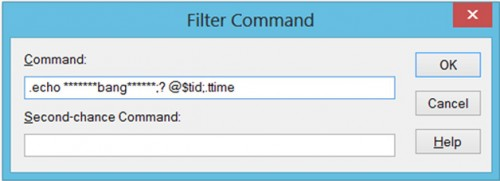 Filter Command
Command:
OK
.echo *******bang******;? @$tid;.ttime
Cancel
Second-chance Command:
Help